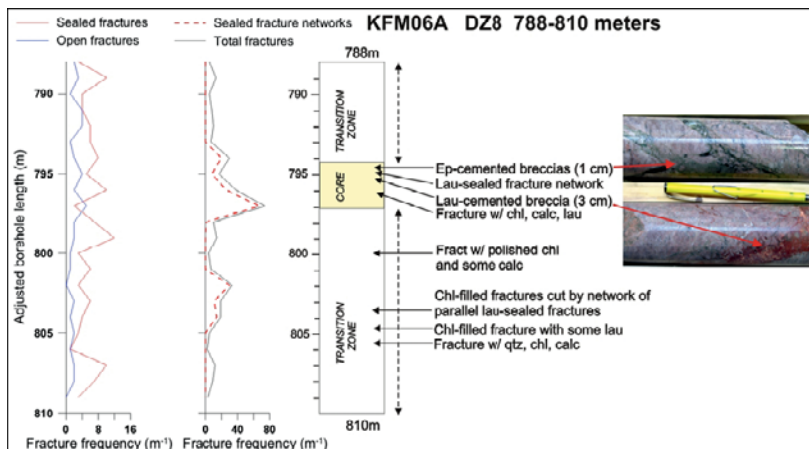 Sealed fractures
Sealed fracture networks
KFM06A DZ8 788-810 meters
Open fractures
Total fractures
788m
Adjusted borehole length (m)
790
795
800
805
810
0 8 16
Fracture frequency (m⁻¹)
0 40 80
Fracture frequency (m⁻¹)
790
795
800
805
TRANSITION
ZONE
CORE
TRANSITION
ZONE
810m
Ep-cemented breccias (1 cm)
Lau-sealed fracture network
Lau-cemented breccia (3 cm)
Fracture w/ chl, calc, lau
Fract w/ polished chl
and some calc
Chl-filled fractures cut by network of
parallel lau-sealed fractures
Chl-filled fracture with some lau
Fracture w/ qtz, chl, calc